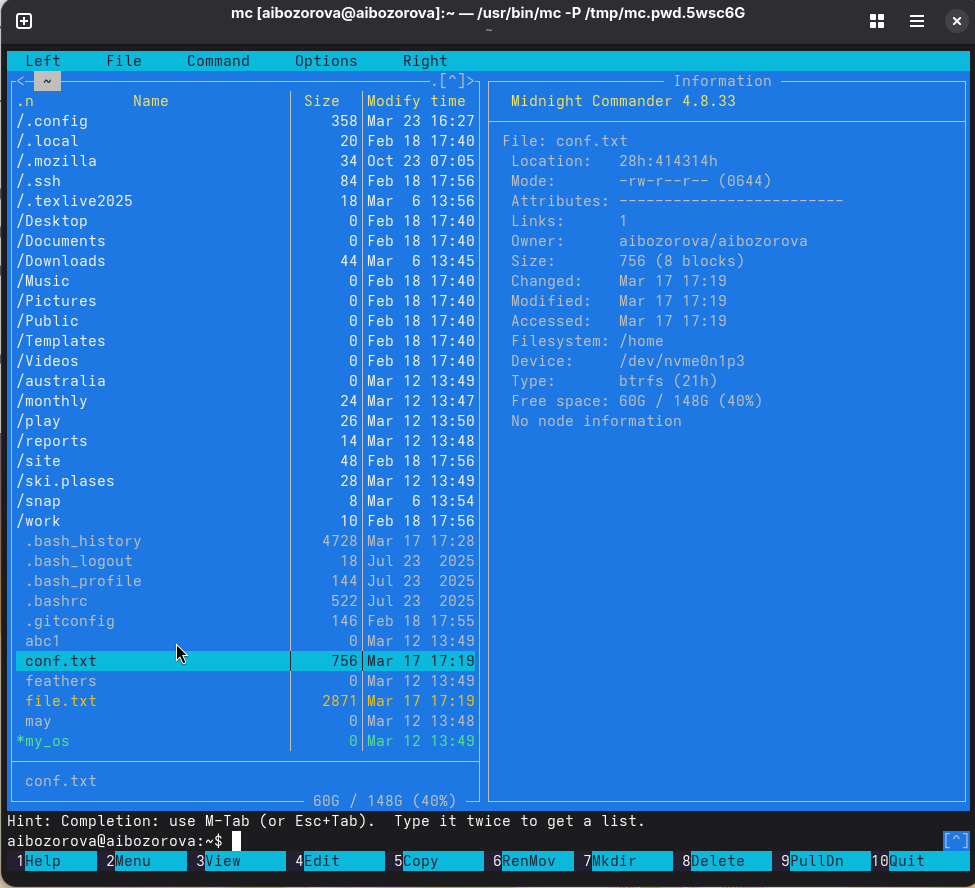 mc [aibozorova@aibozorova]:~ — /usr/bin/mc -P /tmp/mc.pwd.5wsc6G
~
Left File Command Options Right
<─ ~ .[^]>
.n Name Size Modify time
/.config 358 Mar 23 16:27
/.local 20 Feb 18 17:40
/.mozilla 34 Oct 23 07:05
/.ssh 84 Feb 18 17:56
/.texlive2025 18 Mar 6 13:56
/Desktop 0 Feb 18 17:40
/Documents 0 Feb 18 17:40
/Downloads 44 Mar 6 13:45
/Music 0 Feb 18 17:40
/Pictures 0 Feb 18 17:40
/Public 0 Feb 18 17:40
/Templates 0 Feb 18 17:40
/Videos 0 Feb 18 17:40
/australia 0 Mar 12 13:49
/monthly 24 Mar 12 13:47
/play 26 Mar 12 13:50
/reports 14 Mar 12 13:48
/site 48 Feb 18 17:56
/ski.plases 28 Mar 12 13:49
/snap 8 Mar 6 13:54
/work 10 Feb 18 17:56
.bash_history 4728 Mar 17 17:28
.bash_logout 18 Jul 23 2025
.bash_profile 144 Jul 23 2025
.bashrc 522 Jul 23 2025
.gitconfig 146 Feb 18 17:55
abc1 0 Mar 12 13:49
conf.txt 756 Mar 17 17:19
feathers 0 Mar 12 13:49
file.txt 2871 Mar 17 17:19
may 0 Mar 12 13:48
*my_os 0 Mar 12 13:49
conf.txt
60G / 148G (40%)
Information
Midnight Commander 4.8.33
File: conf.txt
Location: 28h:414314h
Mode: -rw-r--r-- (0644)
Attributes: -------------------------
Links: 1
Owner: aibozorova/aibozorova
Size: 756 (8 blocks)
Changed: Mar 17 17:19
Modified: Mar 17 17:19
Accessed: Mar 17 17:19
Filesystem: /home
Device: /dev/nvme0n1p3
Type: btrfs (21h)
Free space: 60G / 148G (40%)
No node information
Hint: Completion: use M-Tab (or Esc+Tab). Type it twice to get a list.
aibozorova@aibozorova:~$ [^]
1Help 2Menu 3View 4Edit 5Copy 6RenMov 7Mkdir 8Delete 9PullDn 10Quit